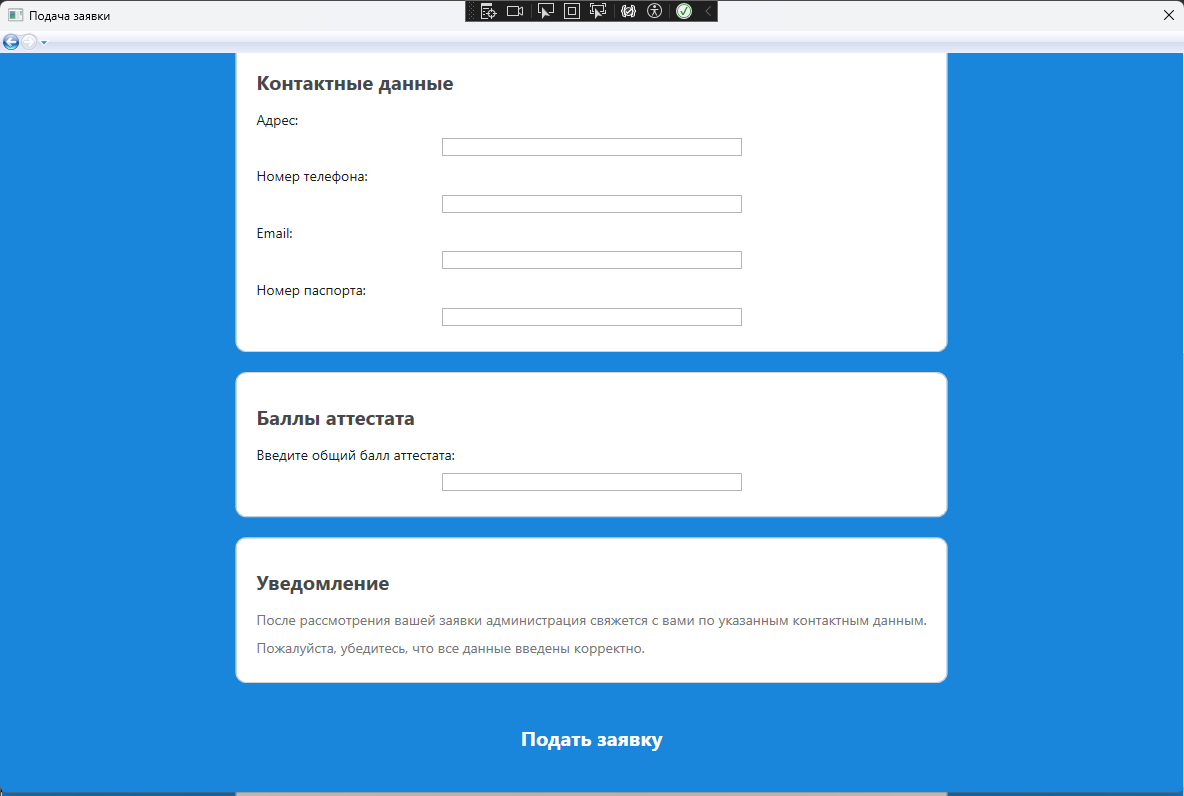 Подача заявки
Контактные данные
Адрес:
Номер телефона:
Email:
Номер паспорта:
Баллы аттестата
Введите общий балл аттестата:
Уведомление
После рассмотрения вашей заявки администрация свяжется с вами по указанным контактным данным.
Пожалуйста, убедитесь, что все данные введены корректно.
Подать заявку